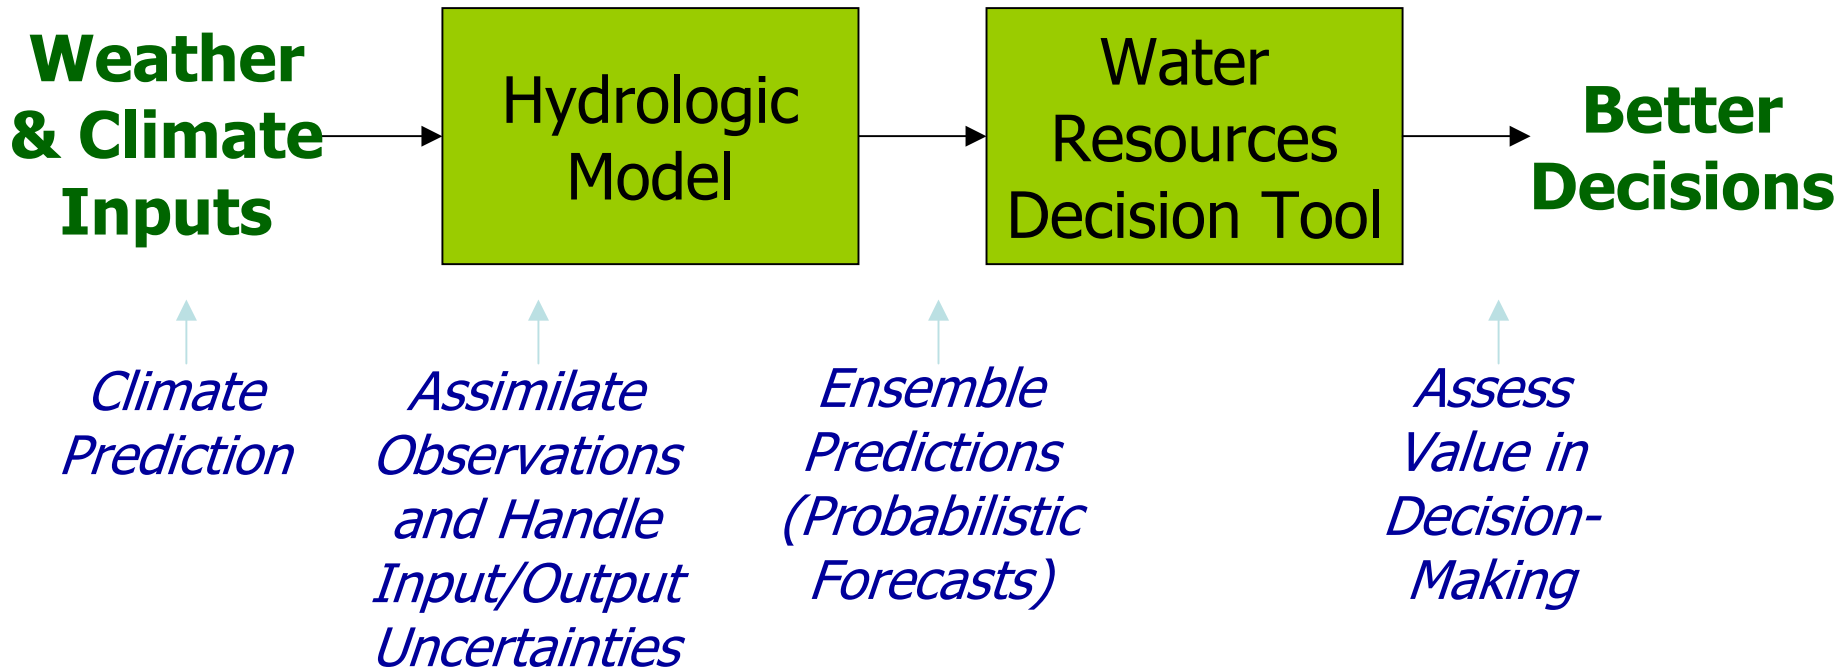 Weather
& Climate
Inputs
Hydrologic
Model
Water
Resources
Decision Tool
Better
Decisions
Climate
Prediction
Assimilate
Observations
and Handle
Input/Output
Uncertainties
Ensemble
Predictions
(Probabilistic
Forecasts)
Assess
Value in
Decision-
Making